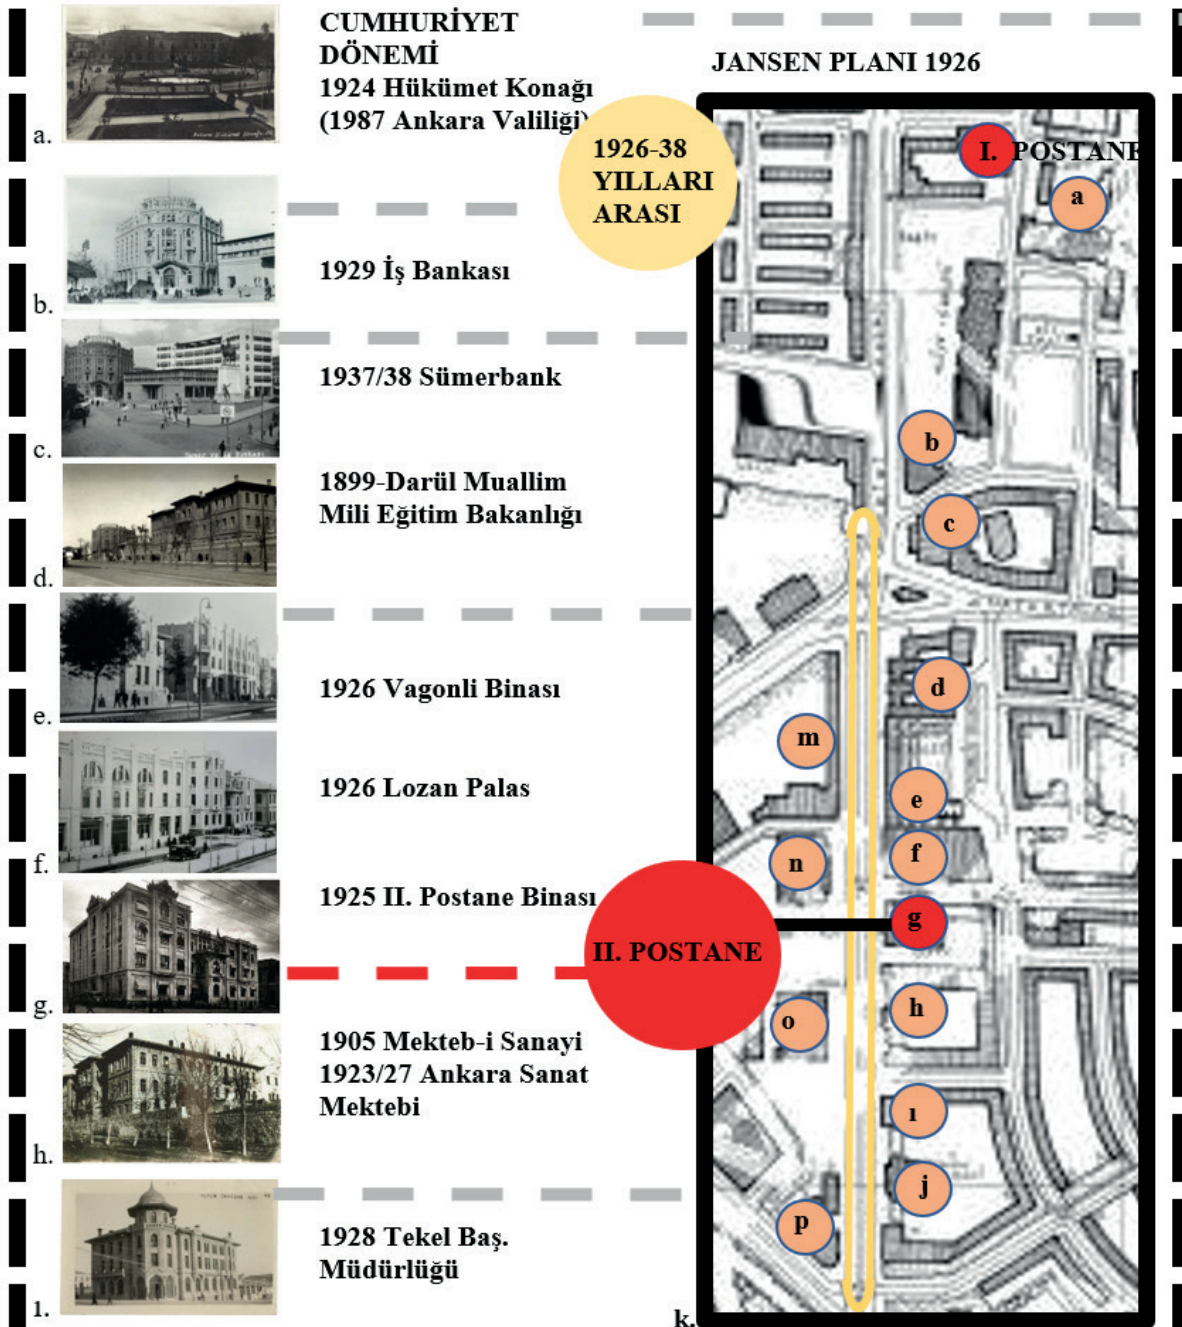 CUMHURİYET
DÖNEMİ
1924 Hükümet Konağı
(1987 Ankara Valiliği)
a.
b.
1929 İş Bankası
c.
1937/38 Sümerbank
d.
1899-Darül Muallim
Mili Eğitim Bakanlığı
e.
1926 Vagonli Binası
f.
1926 Lozan Palas
g.
1925 II. Postane Binası
h.
1905 Mekteb-i Sanayi
1923/27 Ankara Sanat
Mektebi
1.
1928 Tekel Baş.
Müdürlüğü
1926-38
YILLARI
ARASI
II. POSTANE
JANSEN PLANI 1926
I. POSTANE
a
b
c
d
m
e
f
n
g
h
o
ı
j
p
k.